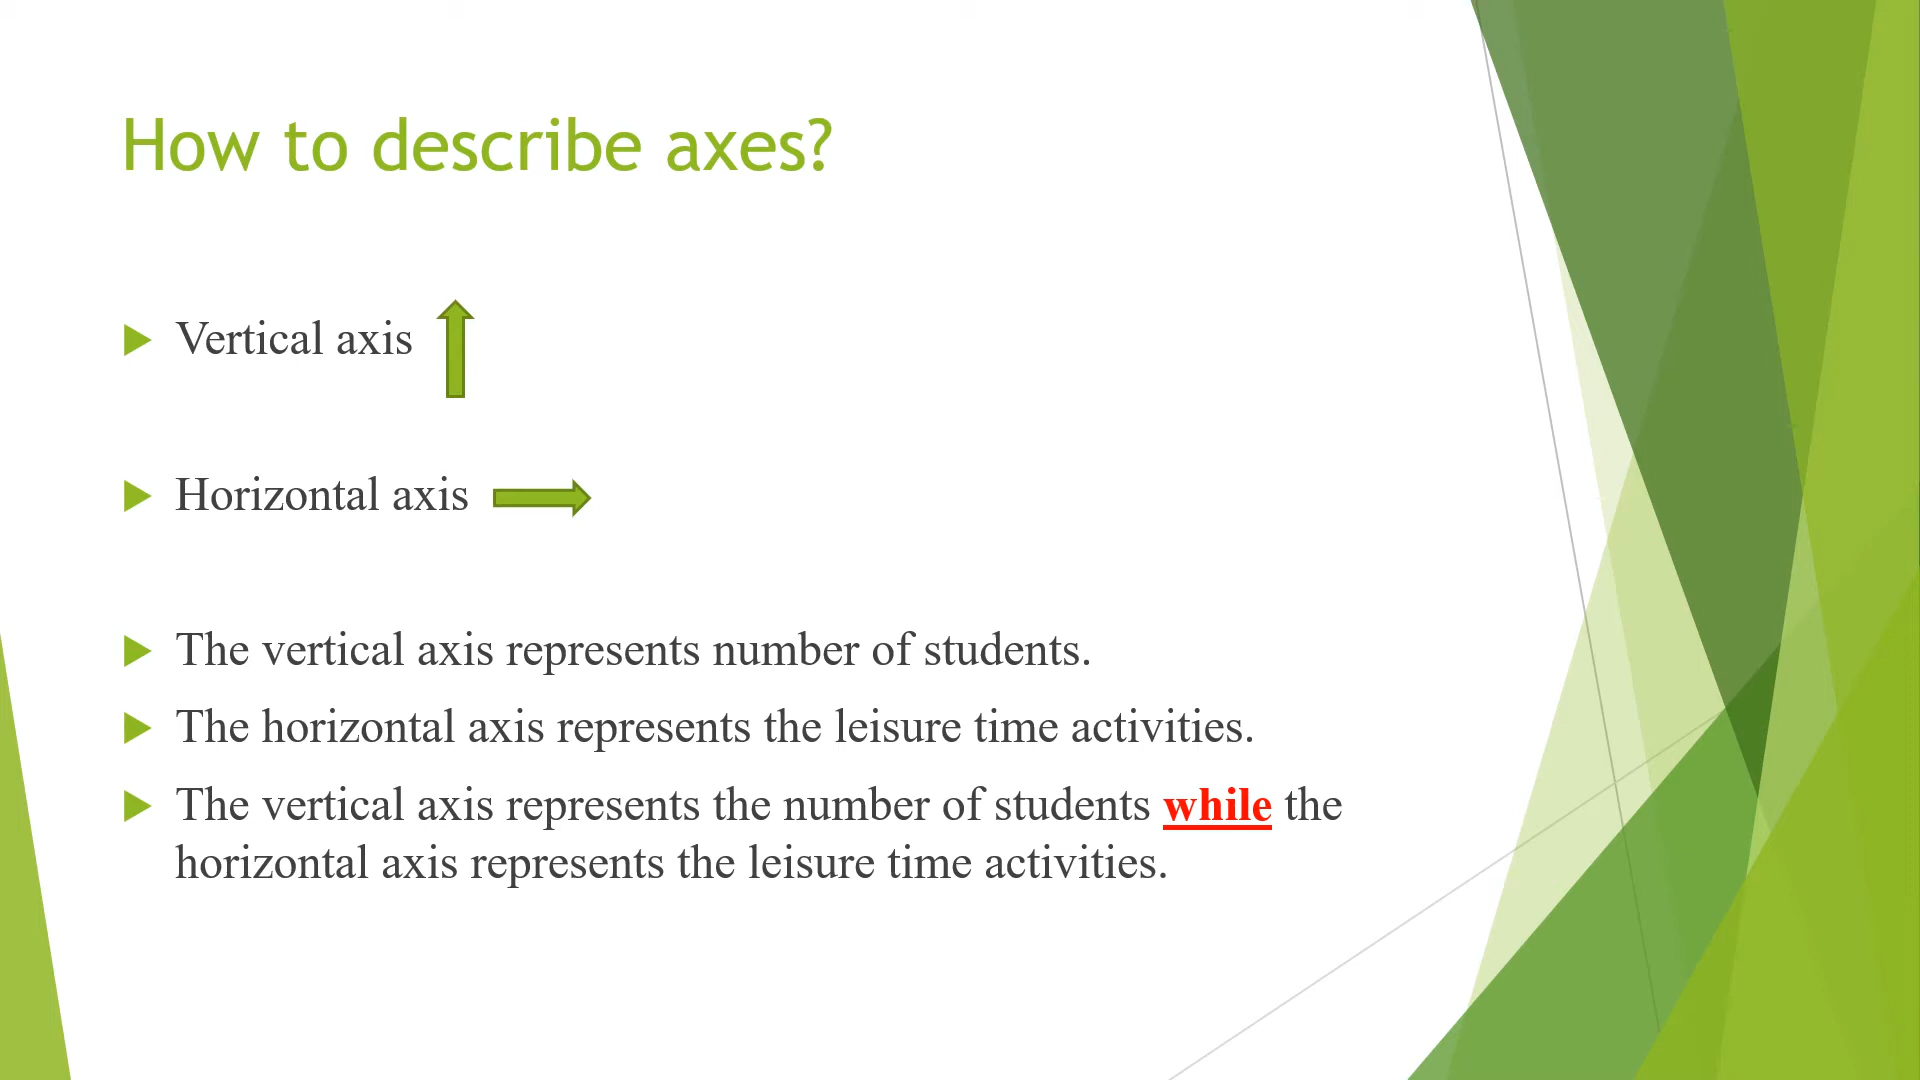 How to describe axes?
Vertical axis
Horizontal axis
The vertical axis represents number of students.
The horizontal axis represents the leisure time activities.
The vertical axis represents the number of students while the
horizontal axis represents the leisure time activities.